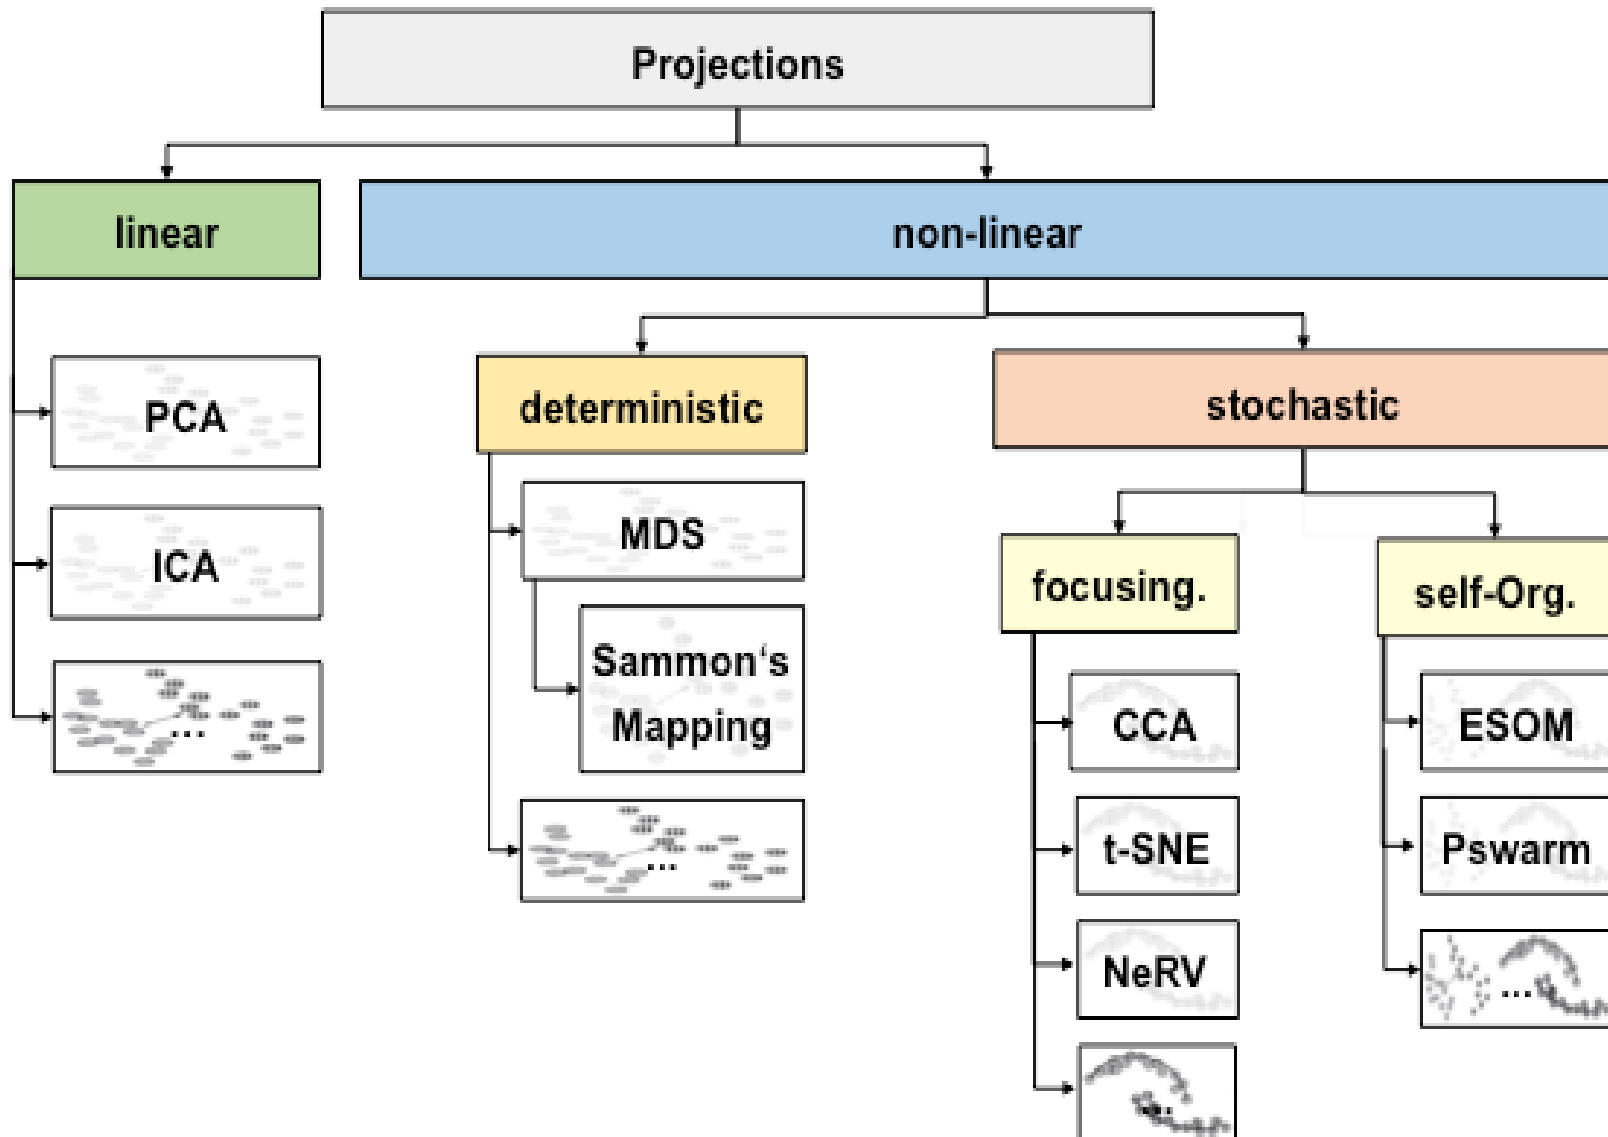 Projections
linear
non-linear
PCA
ICA
...
deterministic
MDS
Sammon‘s
Mapping
...
stochastic
focusing.
CCA
t-SNE
NeRV
...
self-Org.
ESOM
Pswarm
...